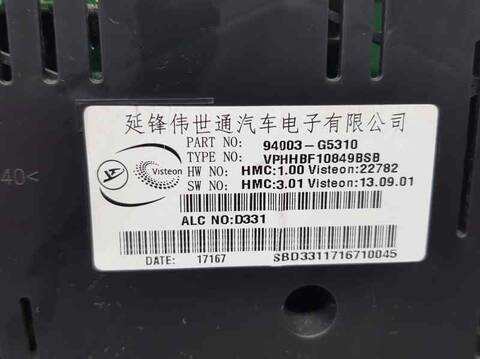 延锋伟世通汽车电子有限公司
PART NO: 94003-G5310
TYPE NO: VPHHBF10849BSB
HW NO: HMC:1.00 Visteon:22782
SW NO: HMC:3.01 Visteon:13.09.01
Visteon
ALC NO:D331
DATE: 17167 SBD3311716710045
40<